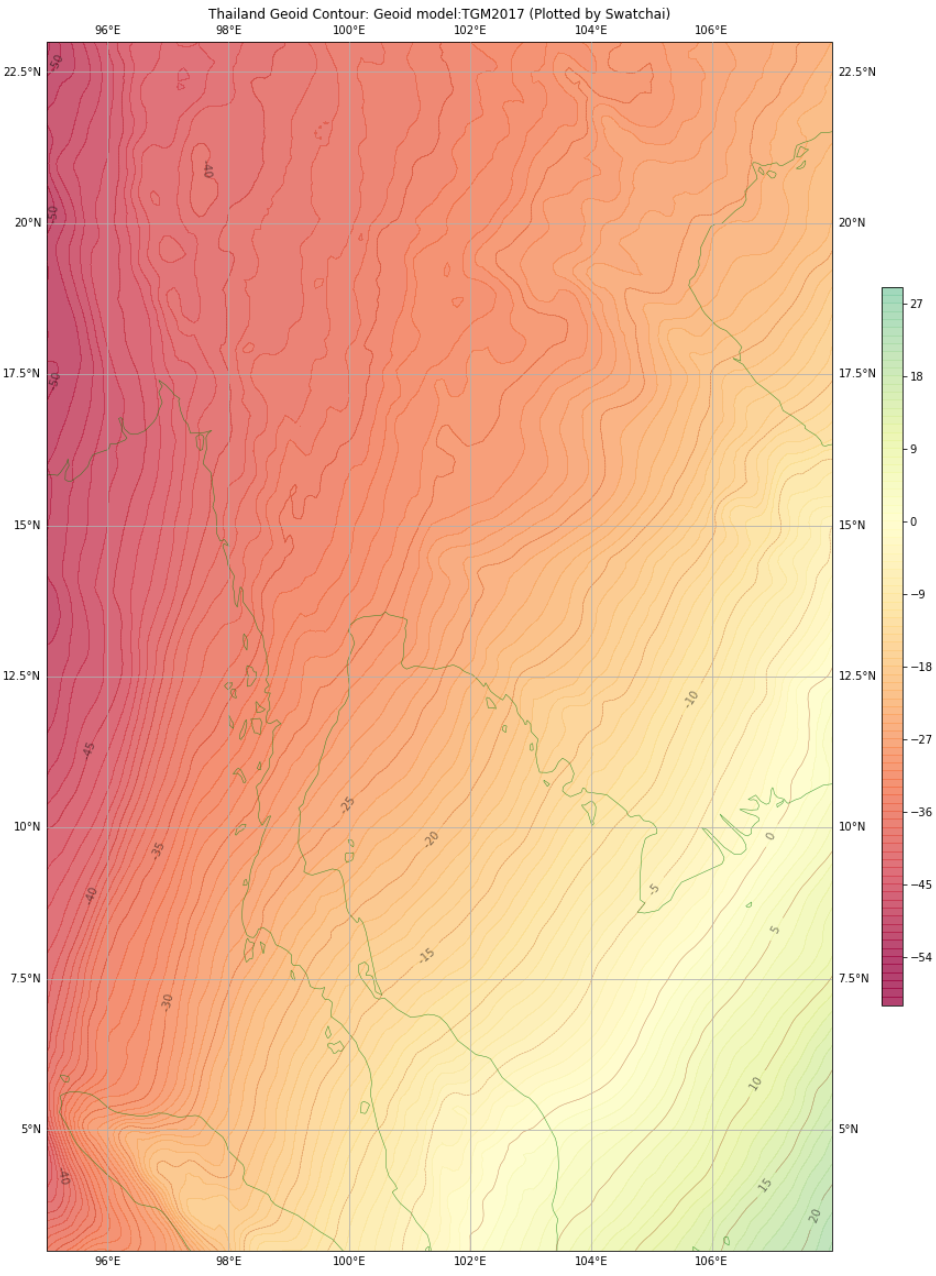 Thailand Geoid Contour: Geoid model:TGM2017 (Plotted by Swatchai)
96°E 98°E 100°E 102°E 104°E 106°E
22.5°N 22.5°N
-50
-40
-50
20°N 20°N
27
-50
17.5°N 17.5°N
18
9
15°N 15°N
0
-9
12.5°N 12.5°N
-18
-10
-27
-45
-25
-36
10°N 10°N
-20
0
-35
-45
-40
-5
5
-15
-54
7.5°N 7.5°N
-30
0
10
5°N 5°N
40
15
20
96°E 98°E 100°E 102°E 104°E 106°E